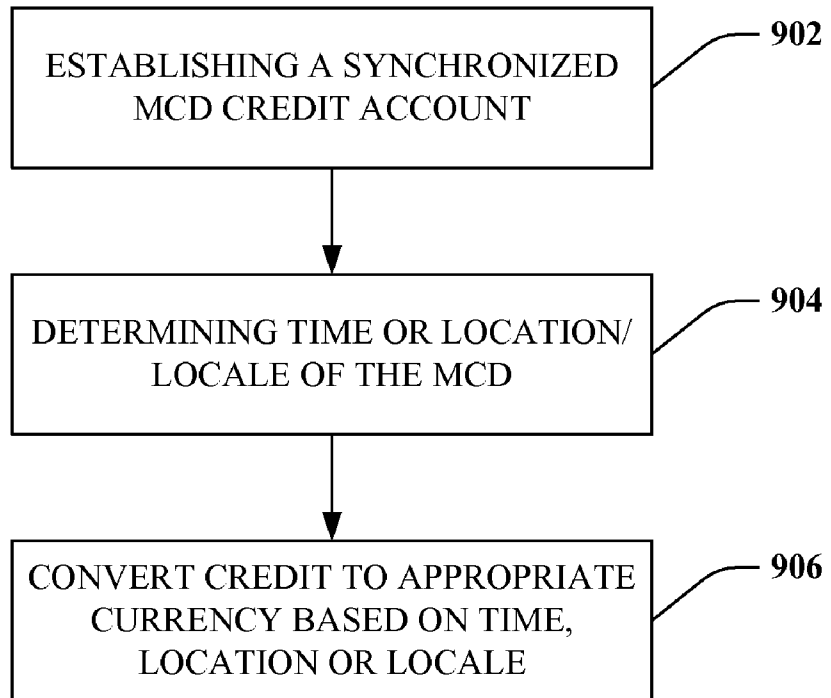 ESTABLISHING A SYNCHRONIZED
MCD CREDIT ACCOUNT
902
DETERMINING TIME OR LOCATION/
LOCALE OF THE MCD
904
CONVERT CREDIT TO APPROPRIATE
CURRENCY BASED ON TIME,
LOCATION OR LOCALE
906